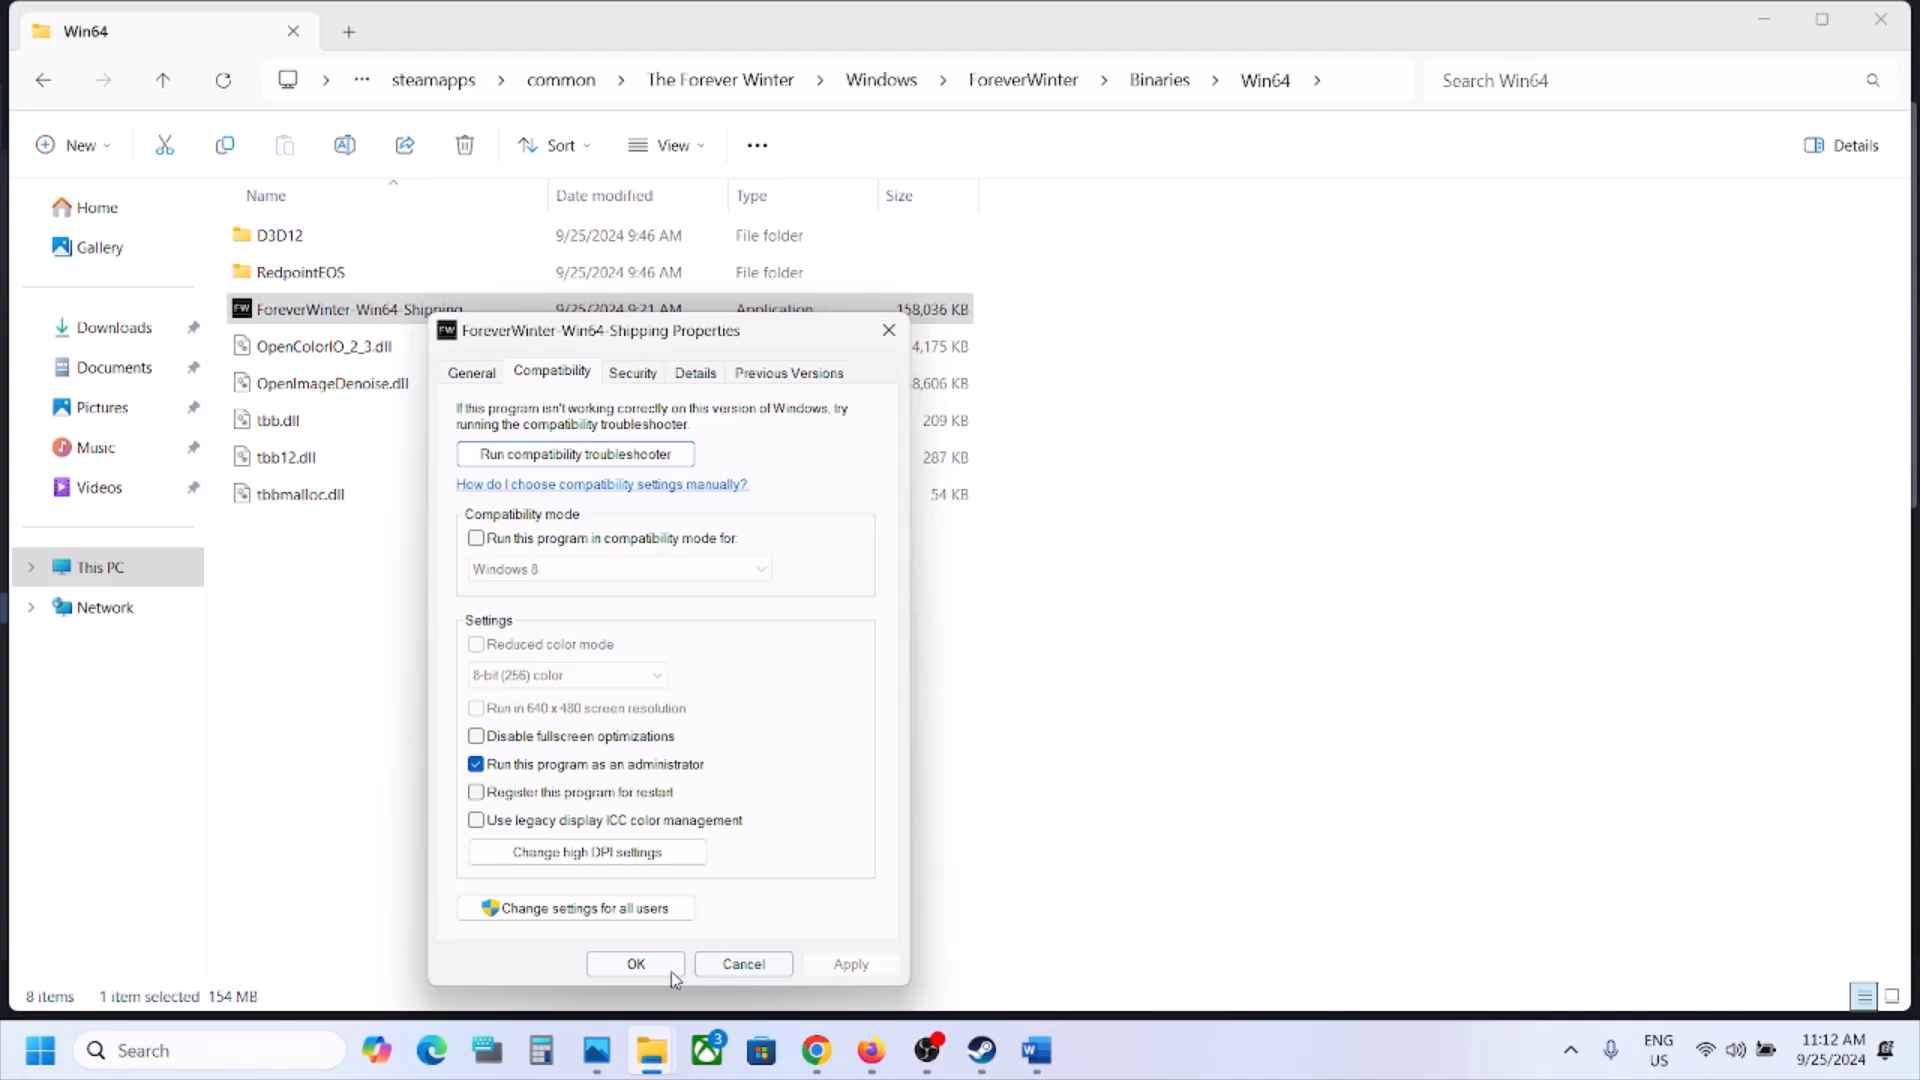 Win64
steamapps > common > The Forever Winter > Windows > ForeverWinter > Binaries > Win64 >
Search Win64
New
Sort
View
Details
Name
Date modified
Type
Size
Home
Gallery
Downloads
Documents
Pictures
Music
Videos
This PC
Network
D3D12 9/25/2024 9:46 AM File folder
RedpointEOS 9/25/2024 9:46 AM File folder
ForeverWinter-Win64-Shipping 9/25/2024 9:21 AM Application 158,036 KB
OpenColorIO_2_3.dll 4,175 KB
OpenImageDenoise.dll 8,606 KB
tbb.dll 209 KB
tbb12.dll 287 KB
tbbmalloc.dll 54 KB
FW ForeverWinter-Win64-Shipping Properties
General Compatibility Security Details Previous Versions
If this program isn't working correctly on this version of Windows, try
running the compatibility troubleshooter.
Run compatibility troubleshooter
How do I choose compatibility settings manually?
Compatibility mode
Run this program in compatibility mode for:
Windows 8
Settings
Reduced color mode
8-bit (256) color
Run in 640 x 480 screen resolution
Disable fullscreen optimizations
Run this program as an administrator
Register this program for restart
Use legacy display ICC color management
Change high DPI settings
Change settings for all users
OK
Cancel
Apply
8 items 1 item selected 154 MB
Search
3
ENG
US
11:12 AM
9/25/2024